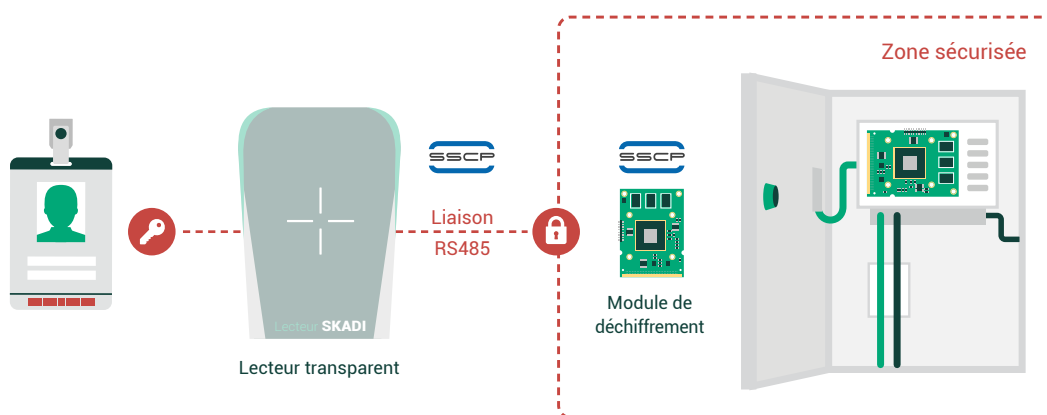 Zone sécurisée
SSCP
SSCP
Liaison
RS485
Lecteur SKADI
Lecteur transparent
Module de
déchiffrement